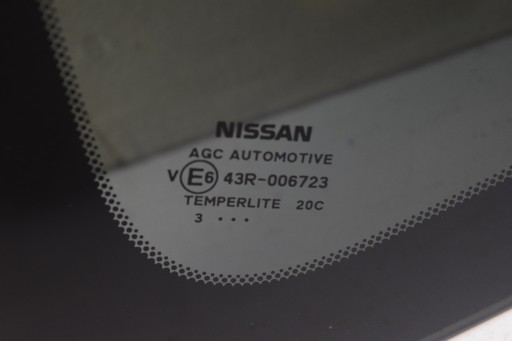 NISSAN
AGC AUTOMOTIVE
V E6 43R-006723
TEMPERLITE 20C
3 ...